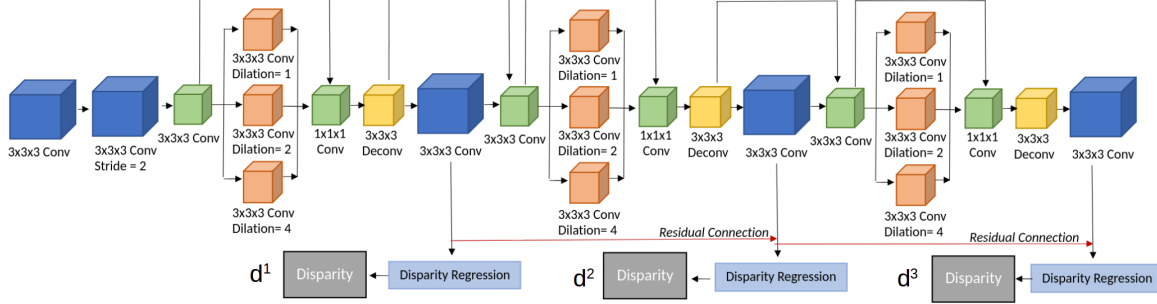 3x3x3 Conv
3x3x3 Conv
Stride = 2
3x3x3 Conv
3x3x3 Conv
Dilation= 1
3x3x3 Conv
Dilation= 2
3x3x3 Conv
Dilation= 4
1x1x1
Conv
3x3x3
Deconv
3x3x3 Conv
3x3x3 Conv
3x3x3 Conv
Dilation= 1
3x3x3 Conv
Dilation= 2
3x3x3 Conv
Dilation= 4
1x1x1
Conv
3x3x3
Deconv
3x3x3 Conv
3x3x3 Conv
3x3x3 Conv
Dilation= 1
3x3x3 Conv
Dilation= 2
3x3x3 Conv
Dilation= 4
1x1x1
Conv
3x3x3
Deconv
3x3x3 Conv
Residual Connection
Residual Connection
d¹
Disparity
Disparity Regression
d²
Disparity
Disparity Regression
d³
Disparity
Disparity Regression